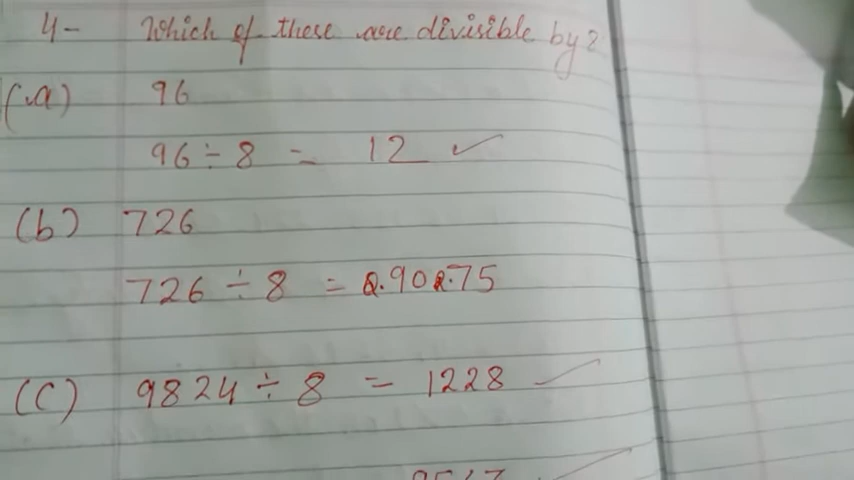 4- Which of these are divisible by?
(a) 96
96 ÷ 8 = 12 ✓
(b) 726
726 ÷ 8 = 90.75
(c) 9824 ÷ 8 = 1228 ✓